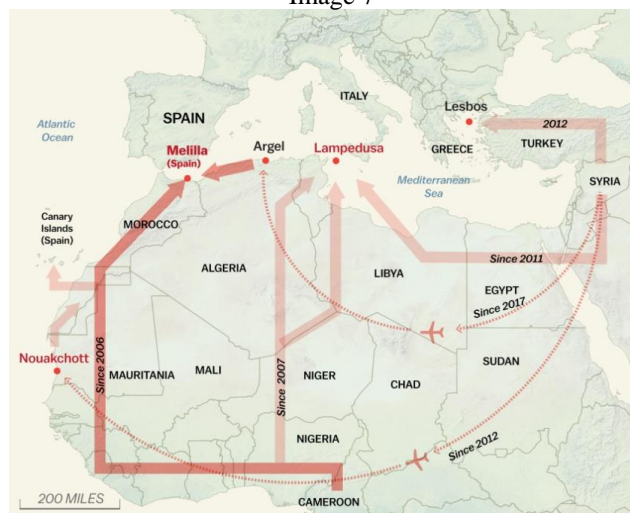 Image 7
Atlantic
Ocean
SPAIN
ITALY
Lesbos
2012
TURKEY
GREECE
Melilla
(Spain)
Argel
Lampedusa
Mediterranean
Sea
SYRIA
Canary
Islands
(Spain)
MOROCCO
ALGERIA
LIBYA
Since 2011
EGYPT
Since 2017
Nouakchott
Since 2006
MAURITANIA
MALI
Since 2007
NIGER
CHAD
SUDAN
NIGERIA
Since 2012
CAMEROON
200 MILES